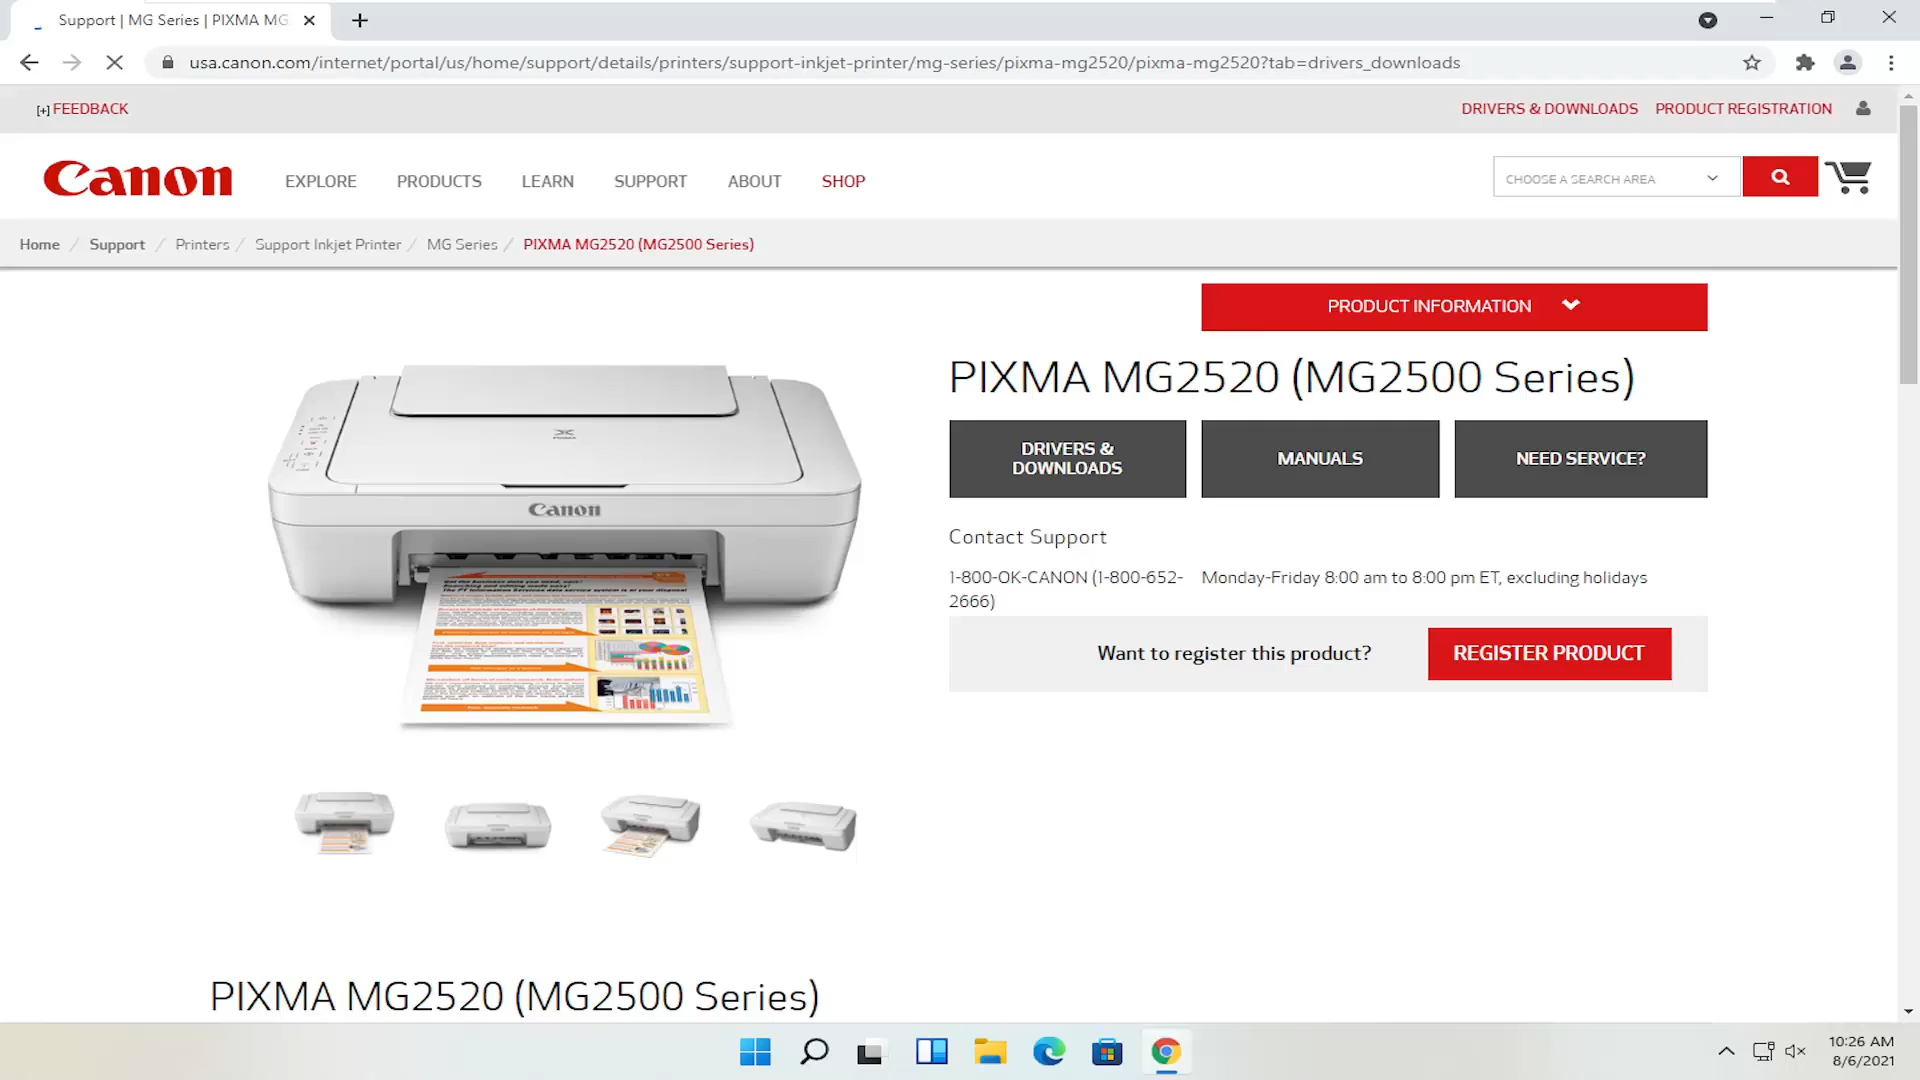 Support | MG Series | PIXMA MG
usa.canon.com/internet/portal/us/home/support/details/printers/support-inkjet-printer/mg-series/pixma-mg2520/pixma-mg2520?tab=drivers_downloads
[+] FEEDBACK
DRIVERS & DOWNLOADS PRODUCT REGISTRATION
Canon
EXPLORE PRODUCTS LEARN SUPPORT ABOUT SHOP
CHOOSE A SEARCH AREA
Home / Support / Printers / Support Inkjet Printer / MG Series / PIXMA MG2520 (MG2500 Series)
PRODUCT INFORMATION
PIXMA MG2520 (MG2500 Series)
DRIVERS &
DOWNLOADS
MANUALS
NEED SERVICE?
Canon
Contact Support
1-800-OK-CANON (1-800-652-
2666)
Monday-Friday 8:00 am to 8:00 pm ET, excluding holidays
Want to register this product?
REGISTER PRODUCT
PIXMA MG2520 (MG2500 Series)
10:26 AM
8/6/2021